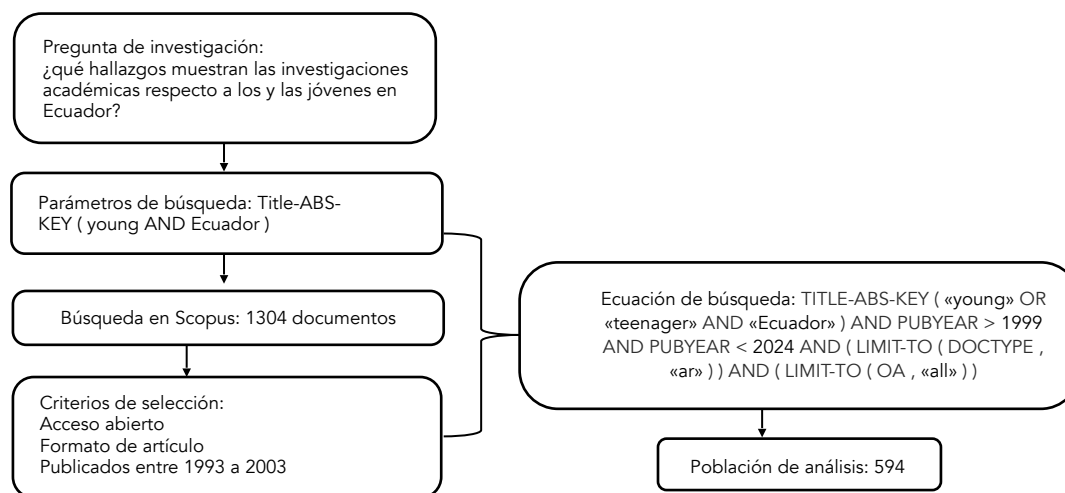 Pregunta de investigación:
¿qué hallazgos muestran las investigaciones
académicas respecto a los y las jóvenes en
Ecuador?
Parámetros de búsqueda: Title-ABS-
KEY ( young AND Ecuador )
Búsqueda en Scopus: 1304 documentos
Criterios de selección:
Acceso abierto
Formato de artículo
Publicados entre 1993 a 2003
Ecuación de búsqueda: TITLE-ABS-KEY ( «young» OR
«teenager» AND «Ecuador» ) AND PUBYEAR > 1999
AND PUBYEAR < 2024 AND ( LIMIT-TO ( DOCTYPE ,
«ar» ) ) AND ( LIMIT-TO ( OA , «all» ) )
Población de análisis: 594